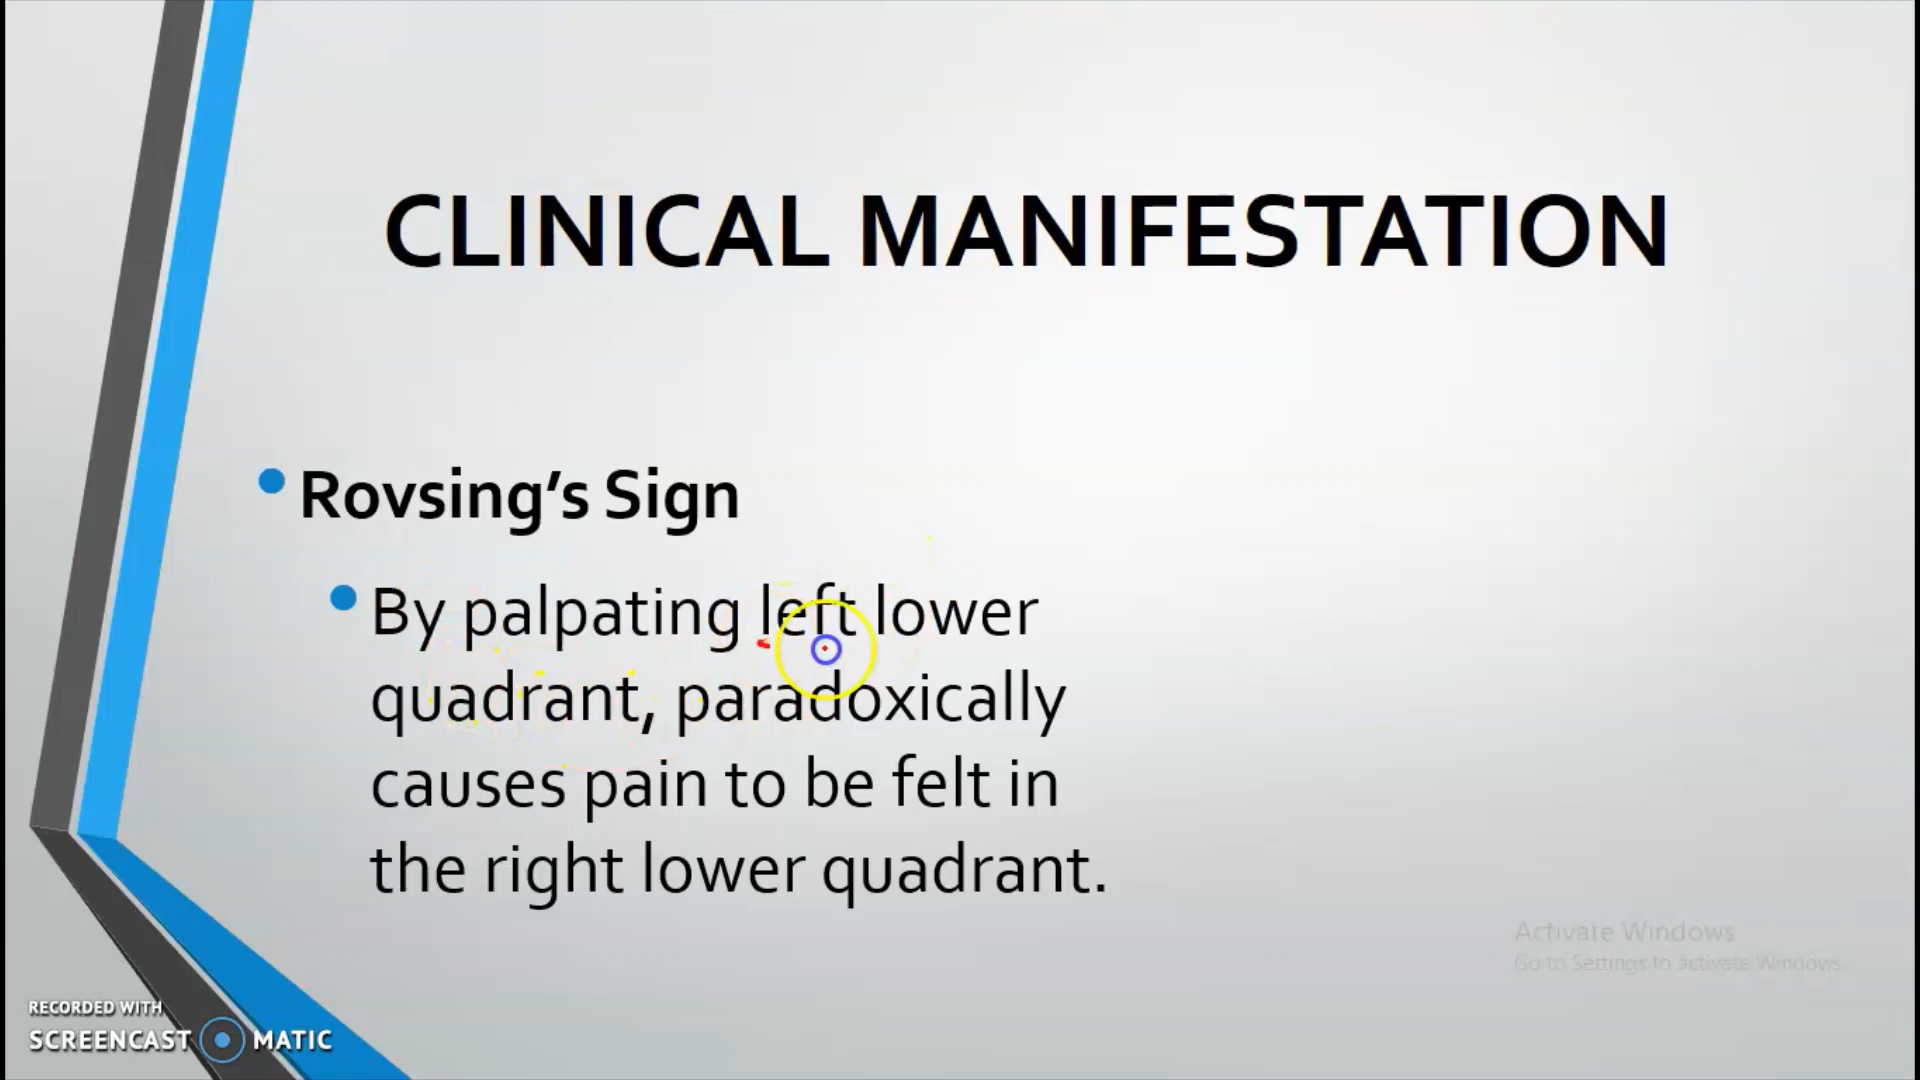 CLINICAL MANIFESTATION
Rovsing’s Sign
By palpating left lower
quadrant, paradoxically
causes pain to be felt in
the right lower quadrant.
Activate Windows
Go to Settings to activate Windows.
RECORDED WITH
SCREENCAST MATIC